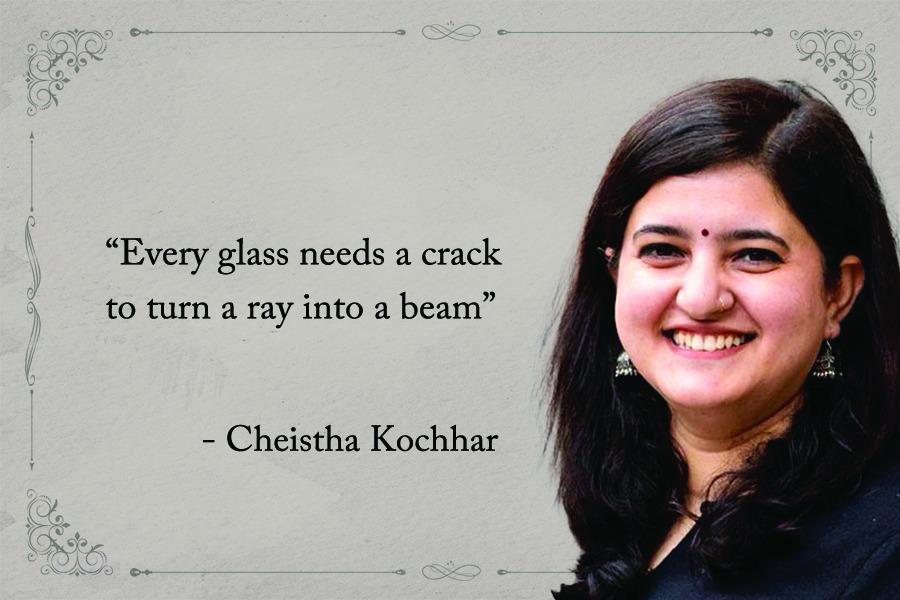 “Every glass needs a crack
to turn a ray into a beam”
- Cheistha Kochhar